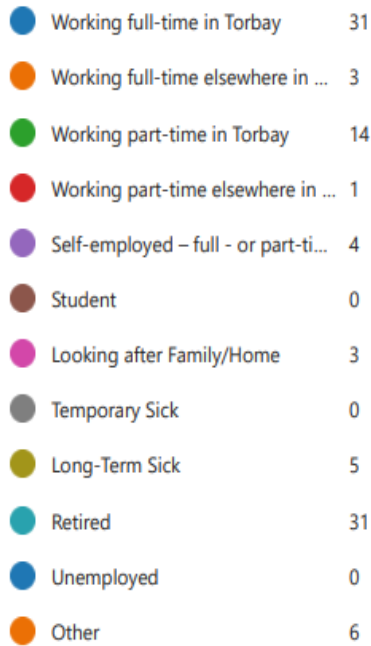 Working full-time in Torbay 31
Working full-time elsewhere in ... 3
Working part-time in Torbay 14
Working part-time elsewhere in ... 1
Self-employed – full - or part-ti... 4
Student 0
Looking after Family/Home 3
Temporary Sick 0
Long-Term Sick 5
Retired 31
Unemployed 0
Other 6